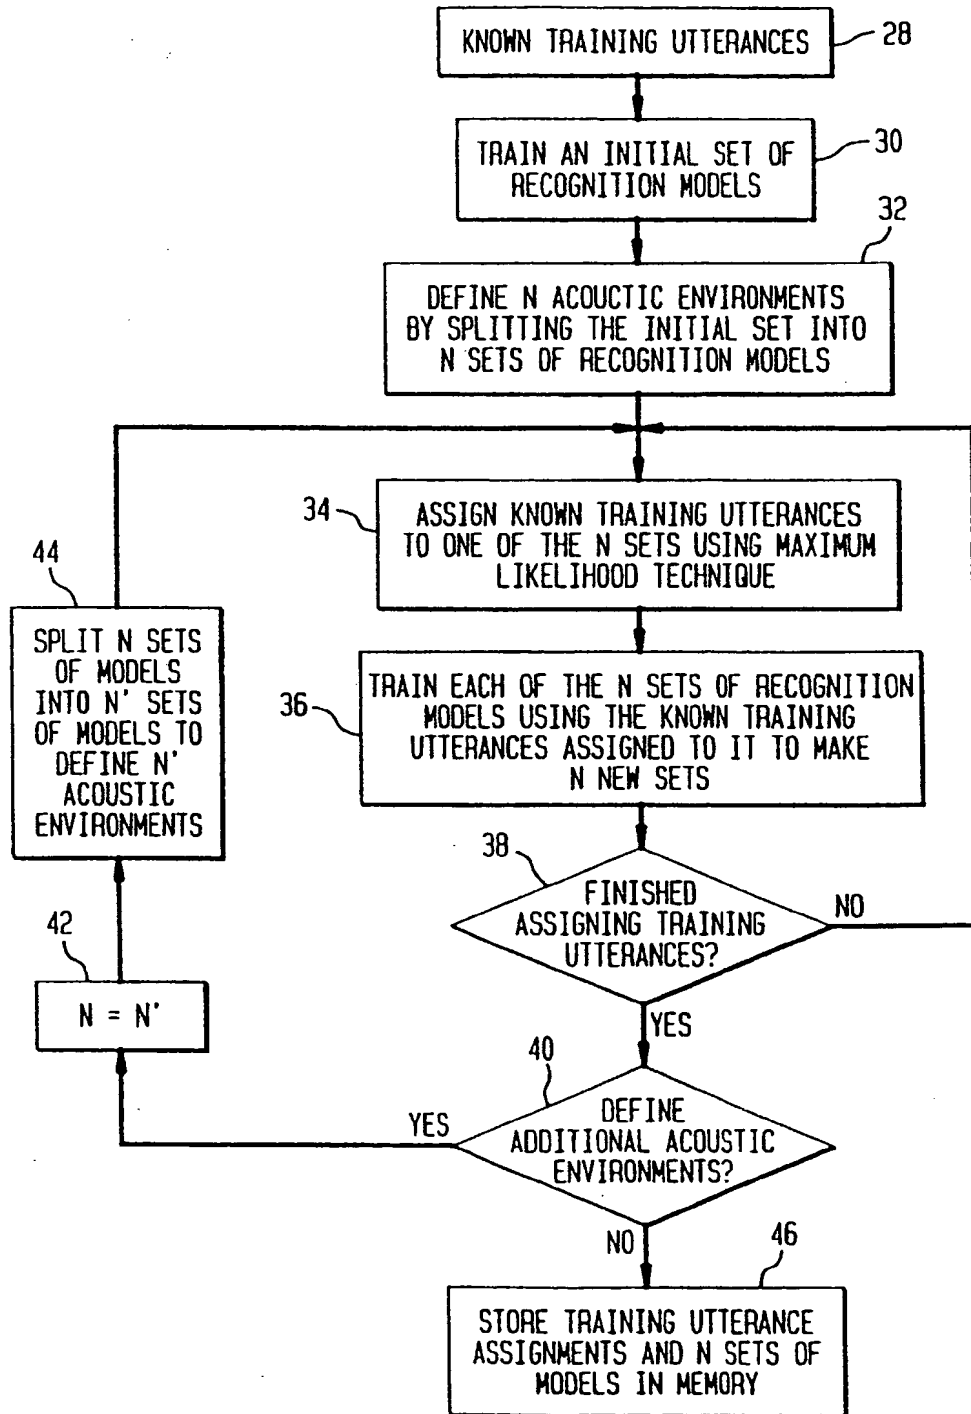 KNOWN TRAINING UTTERANCES
28
TRAIN AN INITIAL SET OF
RECOGNITION MODELS
30
32
DEFINE N ACOUCTIC ENVIRONMENTS
BY SPLITTING THE INITIAL SET INTO
N SETS OF RECOGNITION MODELS
34
ASSIGN KNOWN TRAINING UTTERANCES
TO ONE OF THE N SETS USING MAXIMUM
LIKELIHOOD TECHNIQUE
44
SPLIT N SETS
OF MODELS
INTO N' SETS
OF MODELS TO
DEFINE N'
ACOUSTIC
ENVIRONMENTS
36
TRAIN EACH OF THE N SETS OF RECOGNITION
MODELS USING THE KNOWN TRAINING
UTTERANCES ASSIGNED TO IT TO MAKE
N NEW SETS
38
FINISHED
ASSIGNING TRAINING
UTTERANCES?
NO
YES
42
N = N'
40
DEFINE
ADDITIONAL ACOUSTIC
ENVIRONMENTS?
YES
NO
46
STORE TRAINING UTTERANCE
ASSIGNMENTS AND N SETS OF
MODELS IN MEMORY